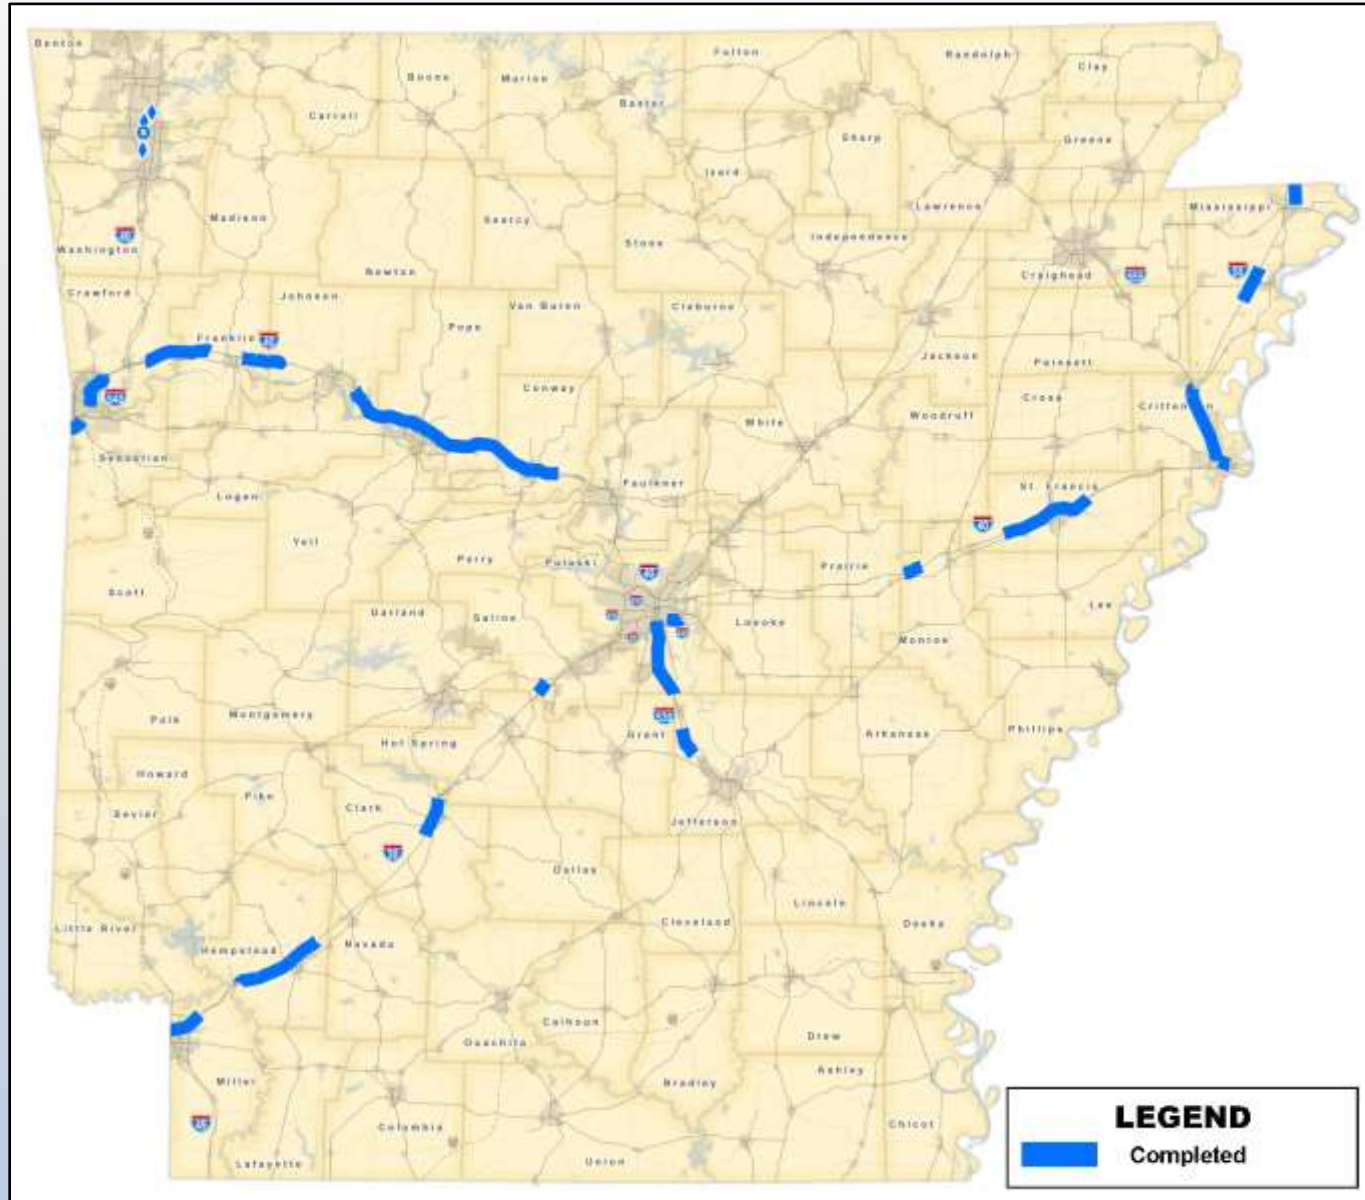 Benton
Carroll
Boone
Marion
Baxter
Fulton
Randolph
Clay
Sharp
Greene
Izard
Lawrence
Mississippi
Washington
Madison
Newton
Searcy
Stone
Independence
Craighead
Crawford
Franklin
Johnson
Pope
Van Buren
Cleburne
Jackson
Poinsett
Conway
White
Woodruff
Cross
Crittenden
Sebastian
Logan
Faulkner
St. Francis
40
Scott
Yell
Perry
Pulaski
Prairie
Lee
Garland
Saline
Lonoke
Monroe
Polk
Montgomery
Hot Spring
Grant
Arkansas
Phillips
Howard
Pike
Clark
Sevier
Jefferson
Dallas
Lincoln
Cleveland
Desha
Little River
Hempstead
Nevada
Calhoun
Ouachita
Drew
Miller
Bradley
Ashley
Columbia
Chicot
Lafayette
Union
LEGEND
Completed